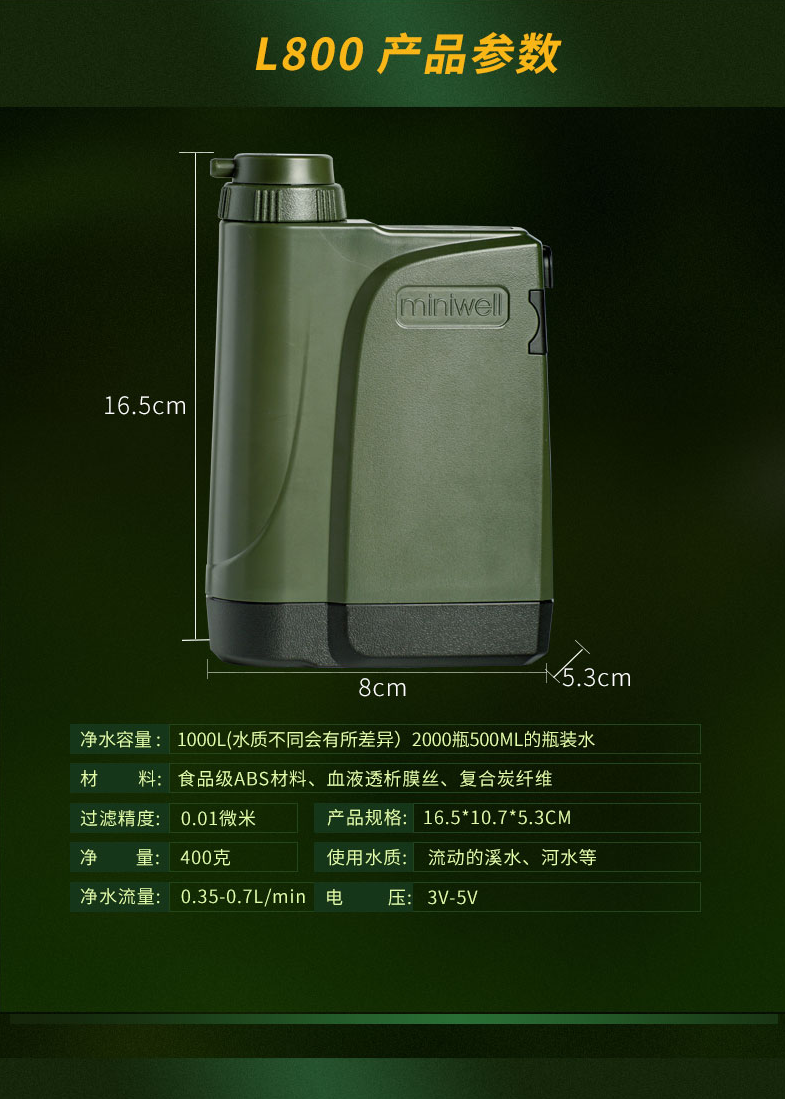 L800 产品参数
miniwell
16.5cm
8cm
5.3cm
净水容量: 1000L(水质不同会有所差异）2000瓶500ML的瓶装水
材 料: 食品级ABS材料、血液透析膜丝、复合炭纤维
过滤精度: 0.01微米 产品规格: 16.5*10.7*5.3CM
净 量: 400克 使用水质: 流动的溪水、河水等
净水流量: 0.35-0.7L/min 电 压: 3V-5V